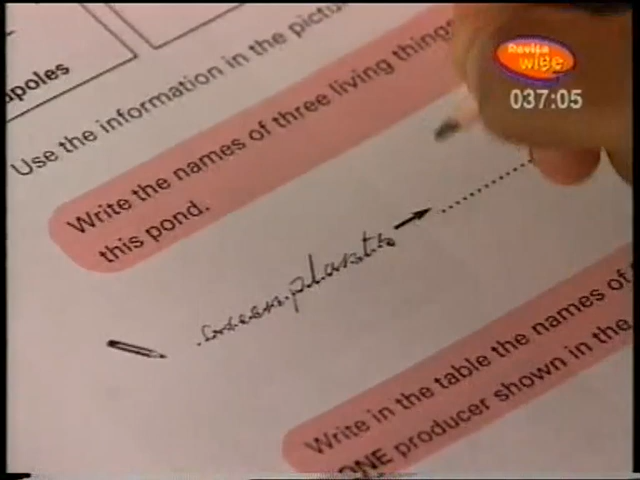 Revise
wise
037:05
apoles
Use the information in the pictu
Write the names of three living things
this pond.
green plants
Write in the table the names of
ONE producer shown in the